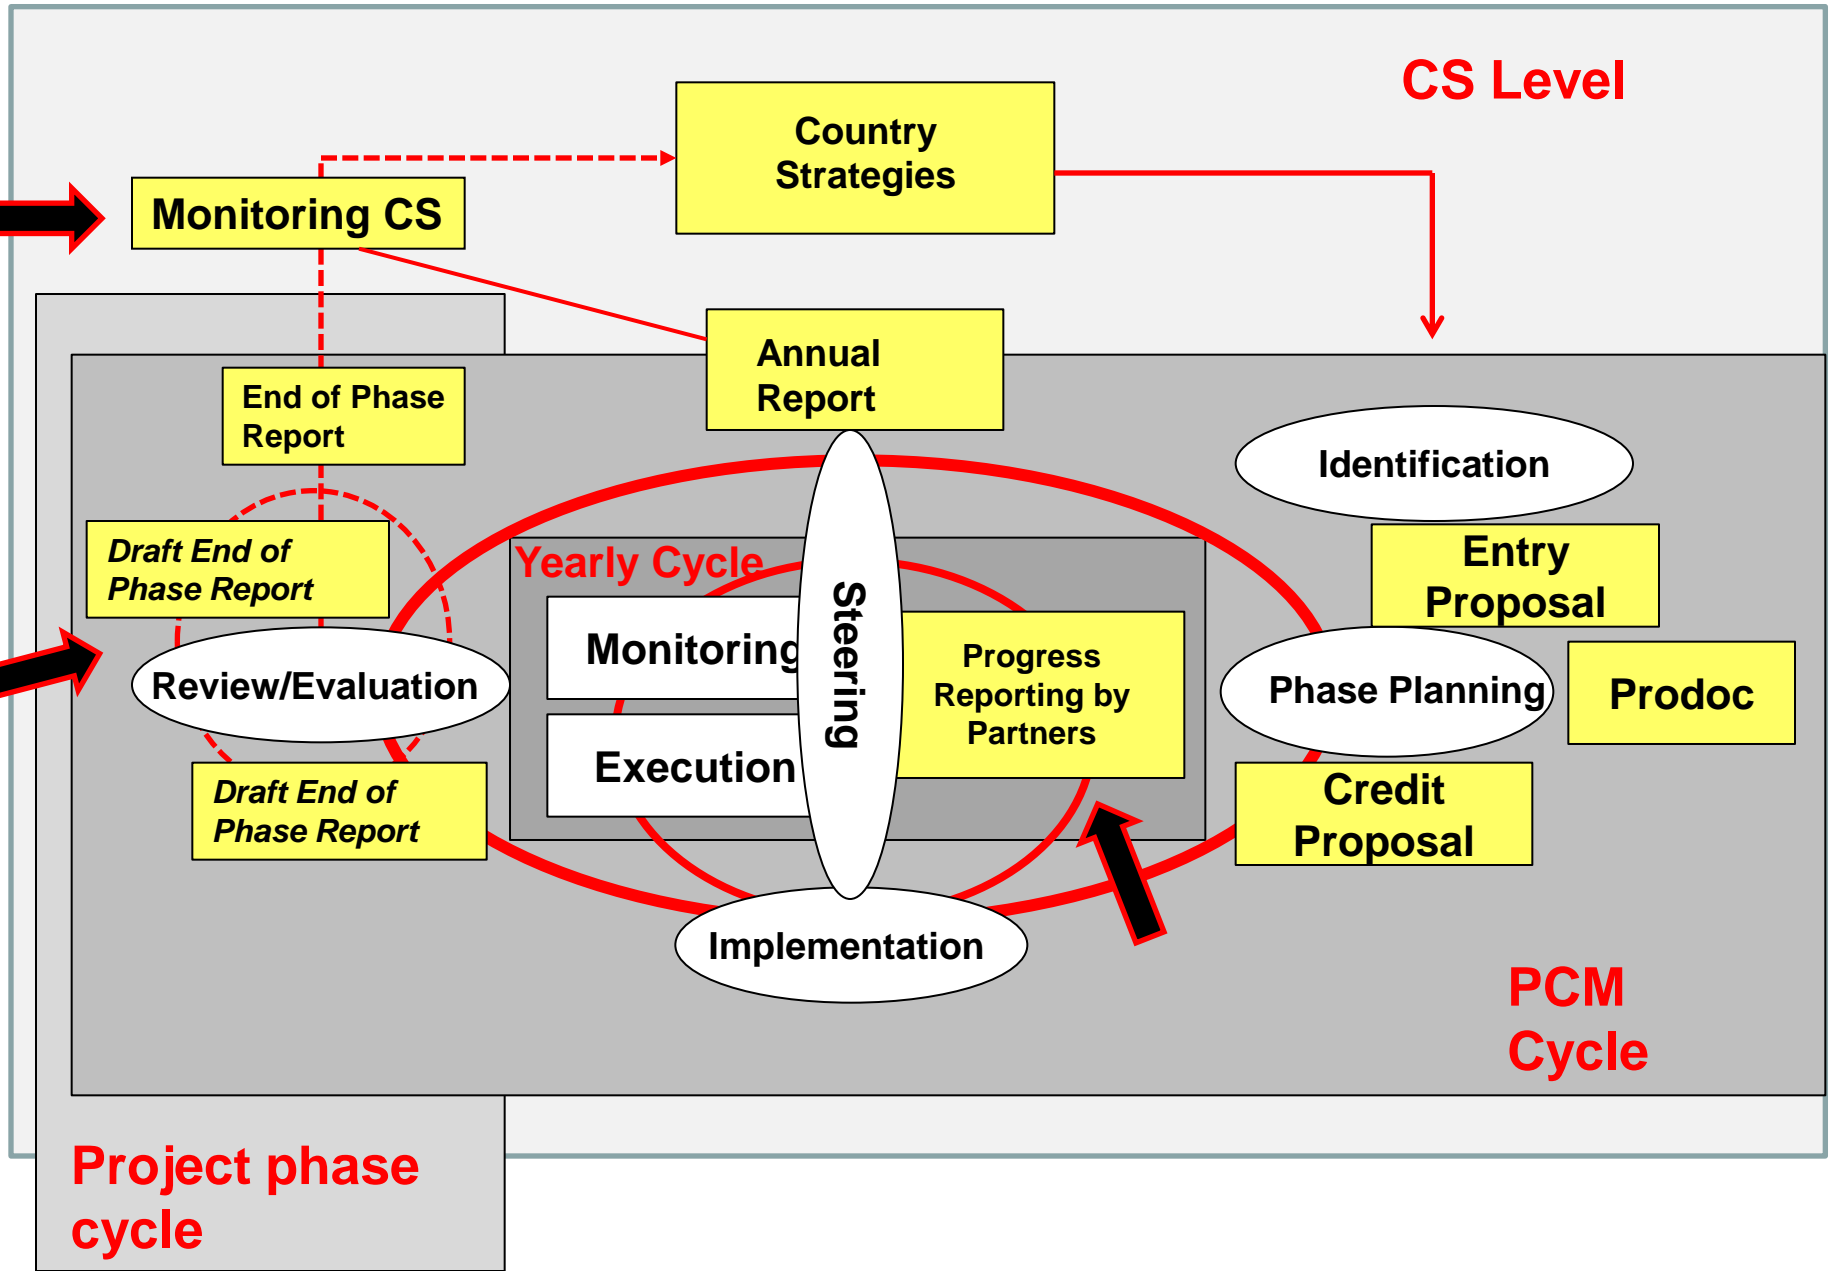 CS Level
Country
Strategies
Monitoring CS
Annual
Report
End of Phase
Report
Identification
Draft End of
Phase Report
Yearly Cycle
Entry
Proposal
Steering
Monitoring
Progress
Reporting by
Partners
Review/Evaluation
Phase Planning
Prodoc
Execution
Draft End of
Phase Report
Credit
Proposal
Implementation
PCM
Cycle
Project phase
cycle